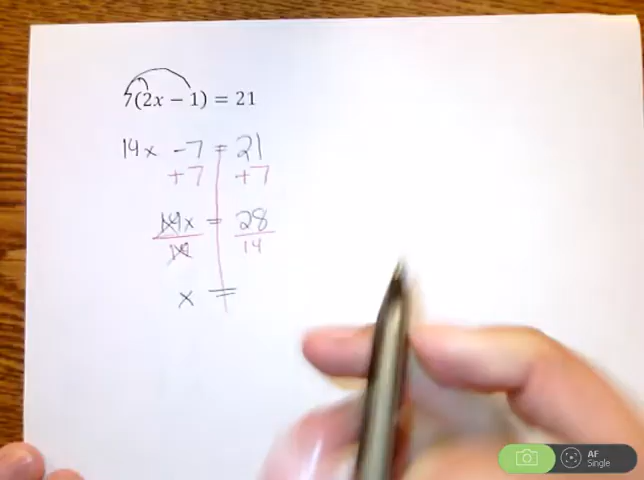 7(2x − 1) = 21
14x -7 = 21
+7 +7
14x = 28
14 14
x =
AF
Single